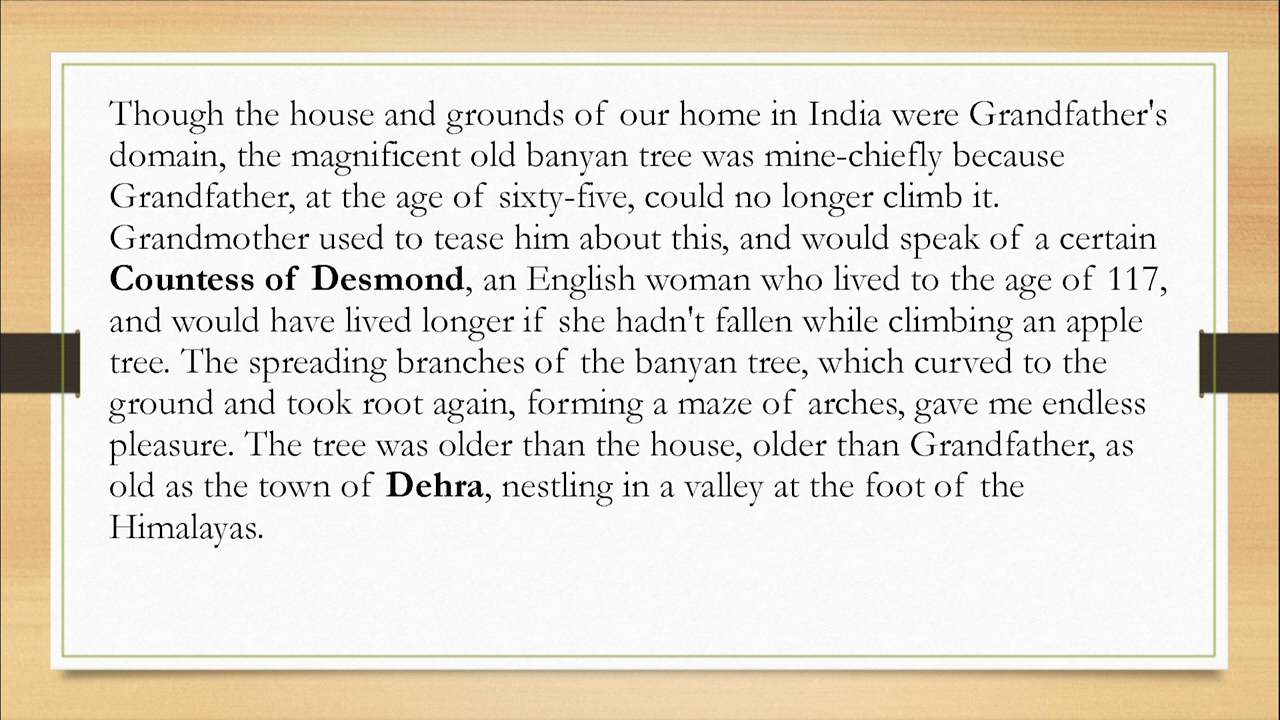 Though the house and grounds of our home in India were Grandfather's
domain, the magnificent old banyan tree was mine-chiefly because
Grandfather, at the age of sixty-five, could no longer climb it.
Grandmother used to tease him about this, and would speak of a certain
Countess of Desmond, an English woman who lived to the age of 117,
and would have lived longer if she hadn't fallen while climbing an apple
tree. The spreading branches of the banyan tree, which curved to the
ground and took root again, forming a maze of arches, gave me endless
pleasure. The tree was older than the house, older than Grandfather, as
old as the town of Dehra, nestling in a valley at the foot of the
Himalayas.